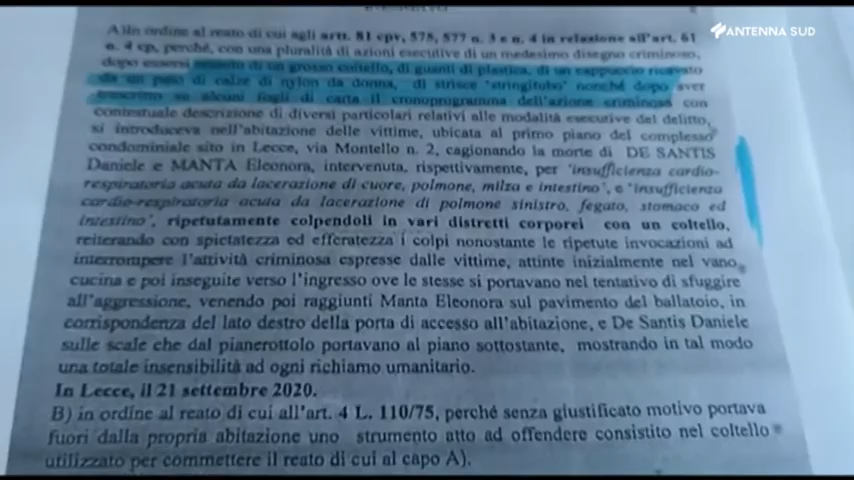 ANTENNA SUD
A)In ordine al reato di cui agli artt. 81 cpv, 575, 577 n. 3 e n. 4 in relazione all'art. 61
n. 4 cp, perché, con una pluralità di azioni esecutive di un medesimo disegno criminoso,
dopo essersi munito di un grosso coltello, di guanti di plastica, di un cappuccio ricavato
da un paio di calze di nylon da donna, di strisce "stringitubo" nonché dopo aver
trascritto su alcuni fogli di carta il cronoprogramma dell'azione criminosa con
contestuale descrizione di diversi particolari relativi alle modalità esecutive del delitto,
si introduceva nell'abitazione delle vittime, ubicata al primo piano del complesso
condominiale sito in Lecce, via Montello n. 2, cagionando la morte di DE SANTIS
Daniele e MANTA Eleonora, intervenuta, rispettivamente, per 'insufficienza cardio-
respiratoria acuta da lacerazione di cuore, polmone, milza e intestino', e 'insufficienza
cardio-respiratoria acuta da lacerazione di polmone sinistro, fegato, stomaco ed
intestino', ripetutamente colpendoli in vari distretti corporei con un coltello,
reiterando con spietatezza ed efferatezza i colpi nonostante le ripetute invocazioni ad
interrompere l'attività criminosa espresse dalle vittime, attinte inizialmente nel vano
cucina e poi inseguite verso l'ingresso ove le stesse si portavano nel tentativo di sfuggire
all'aggressione, venendo poi raggiunti Manta Eleonora sul pavimento del ballatoio, in
corrispondenza del lato destro della porta di accesso all'abitazione, e De Santis Daniele
sulle scale che dal pianerottolo portavano al piano sottostante, mostrando in tal modo
una totale insensibilità ad ogni richiamo umanitario.
In Lecce, il 21 settembre 2020.
B) in ordine al reato di cui all'art. 4 L. 110/75, perché senza giustificato motivo portava
fuori dalla propria abitazione uno strumento atto ad offendere consistito nel coltello
utilizzato per commettere il reato di cui al capo A).